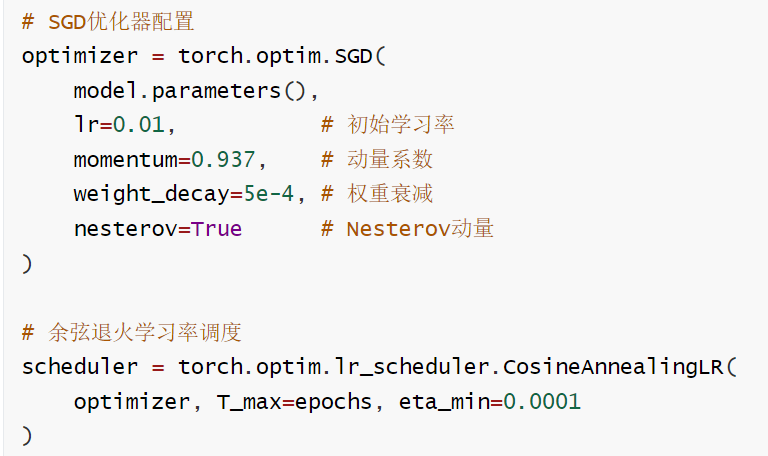 # SGD优化器配置
optimizer = torch.optim.SGD(
    model.parameters(),
    lr=0.01,           # 初始学习率
    momentum=0.937,    # 动量系数
    weight_decay=5e-4, # 权重衰减
    nesterov=True      # Nesterov动量
)

# 余弦退火学习率调度
scheduler = torch.optim.lr_scheduler.CosineAnnealingLR(
    optimizer, T_max=epochs, eta_min=0.0001
)